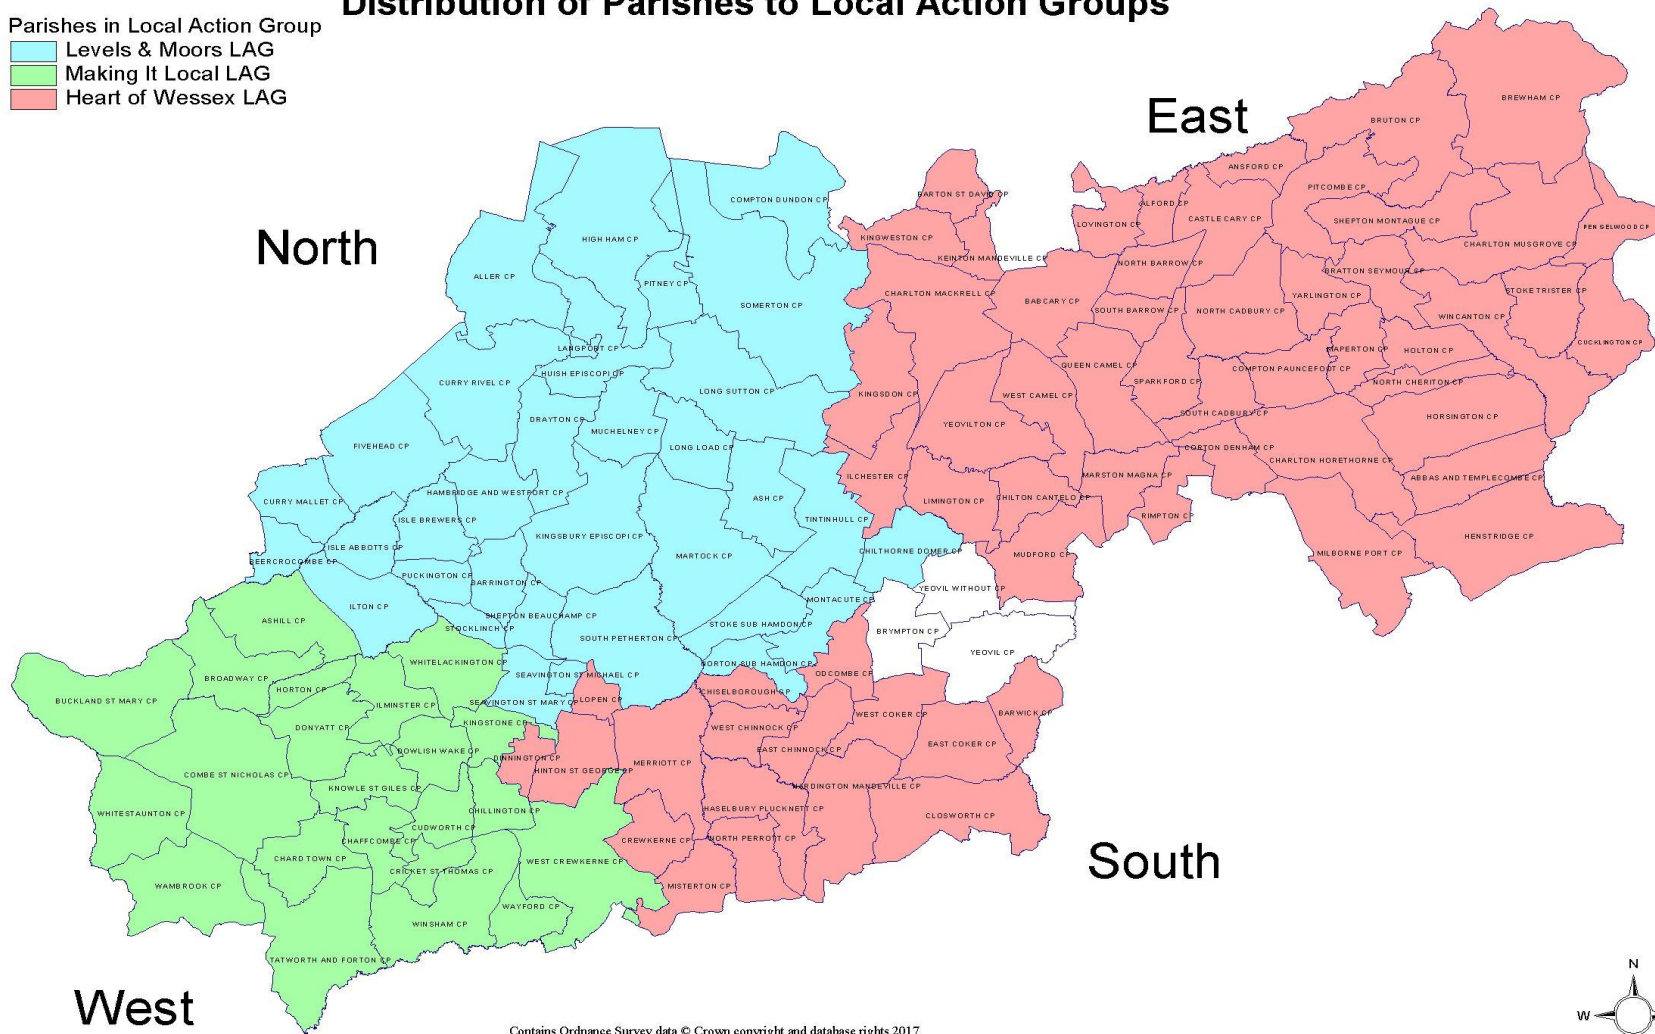 Distribution of Parishes to Local Action Groups
Parishes in Local Action Group
Levels & Moors LAG
Making It Local LAG
Heart of Wessex LAG
East
North
South
West
BREWHAM CP
BRUTON CP
ANSFORD CP
PITCOMBE CP
BARTON ST DAVID CP
COMPTON DUNDON CP
ALFORD CP
LOVINGTON CP
CASTLE CARY CP
SHEPTON MONTAGUE CP
PEN SELWOOD CP
KINGWESTON CP
HIGH HAM CP
CHARLTON MUSGROVE CP
KEINTON MANDEVILLE CP
NORTH BARROW CP
BRATTON SEYMOUR CP
ALLER CP
PITNEY CP
STOKE TRISTER CP
CHARLTON MACKRELL CP
YARLINGTON CP
BABCARY CP
SOMERTON CP
SOUTH BARROW CP
NORTH CADBURY CP
WINCANTON CP
CUCKLINGTON CP
LANGPORT CP
MAPERTON CP
HOLTON CP
QUEEN CAMEL CP
COMPTON PAUNCEFOOT CP
HUISH EPISCOPI CP
CURRY RIVEL CP
SPARKFORD CP
NORTH CHERITON CP
LONG SUTTON CP
KINGSDON CP
WEST CAMEL CP
SOUTH CADBURY CP
HORSINGTON CP
DRAYTON CP
YEOVILTON CP
MUCHELNEY CP
FIVEHEAD CP
LONG LOAD CP
CORTON DENHAM CP
CHARLTON HORETHORNE CP
ILCHESTER CP
MARSTON MAGNA CP
ABBAS AND TEMPLECOMBE CP
HAMBRIDGE AND WESTPORT CP
ASH CP
CHILTON CANTELO CP
CURRY MALLET CP
LIMINGTON CP
RIMPTON CP
ISLE BREWERS CP
TINTINHULL CP
KINGSBURY EPISCOPI CP
HENSTRIDGE CP
ISLE ABBOTTS CP
CHILTHORNE DOMER CP
MUDFORD CP
MILBORNE PORT CP
MARTOCK CP
BEERCROCOMBE CP
PUCKINGTON CP
BARRINGTON CP
YEOVIL WITHOUT CP
MONTACUTE CP
ILTON CP
SHEPTON BEAUCHAMP CP
ASHILL CP
STOCKLINCH CP
STOKE SUB HAMDON CP
BRYMPTON CP
SOUTH PETHERTON CP
YEOVIL CP
WHITELACKINGTON CP
NORTON SUB HAMDON CP
SEAVINGTON ST MICHAEL CP
ODCOMBE CP
BROADWAY CP
HORTON CP
CHISELBOROUGH CP
BUCKLAND ST MARY CP
SEAVINGTON ST MARY CP
LOPEN CP
ILMINSTER CP
WEST COKER CP
BARWICK CP
KINGSTONE CP
DONYATT CP
WEST CHINNOCK CP
EAST COKER CP
DOWLISH WAKE CP
EAST CHINNOCK CP
DINNINGTON CP
MERRIOTT CP
HINTON ST GEORGE CP
COMBE ST NICHOLAS CP
KNOWLE ST GILES CP
HARDINGTON MANDEVILLE CP
WHITESTAUNTON CP
CHILLINGTON CP
HASELBURY PLUCKNETT CP
CLOSWORTH CP
CUDWORTH CP
CHAFFCOMBE CP
CREWKERNE CP
NORTH PERROTT CP
CHARD TOWN CP
WEST CREWKERNE CP
CRICKET ST THOMAS CP
WAMBROOK CP
MISTERTON CP
WAYFORD CP
WINSHAM CP
TATWORTH AND FORTON CP
N
W
Contains Ordnance Survey data © Crown copyright and database rights 2017